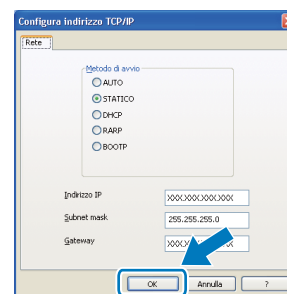 Configura indirizzo TCP/IP
Rete
Metodo di avvio
AUTO
STATICO
DHCP
RARP
BOOTP
Indirizzo IP XXX.XXX.XXX.XXX
Subnet mask 255.255.255.0
Gateway
OK Annulla ?